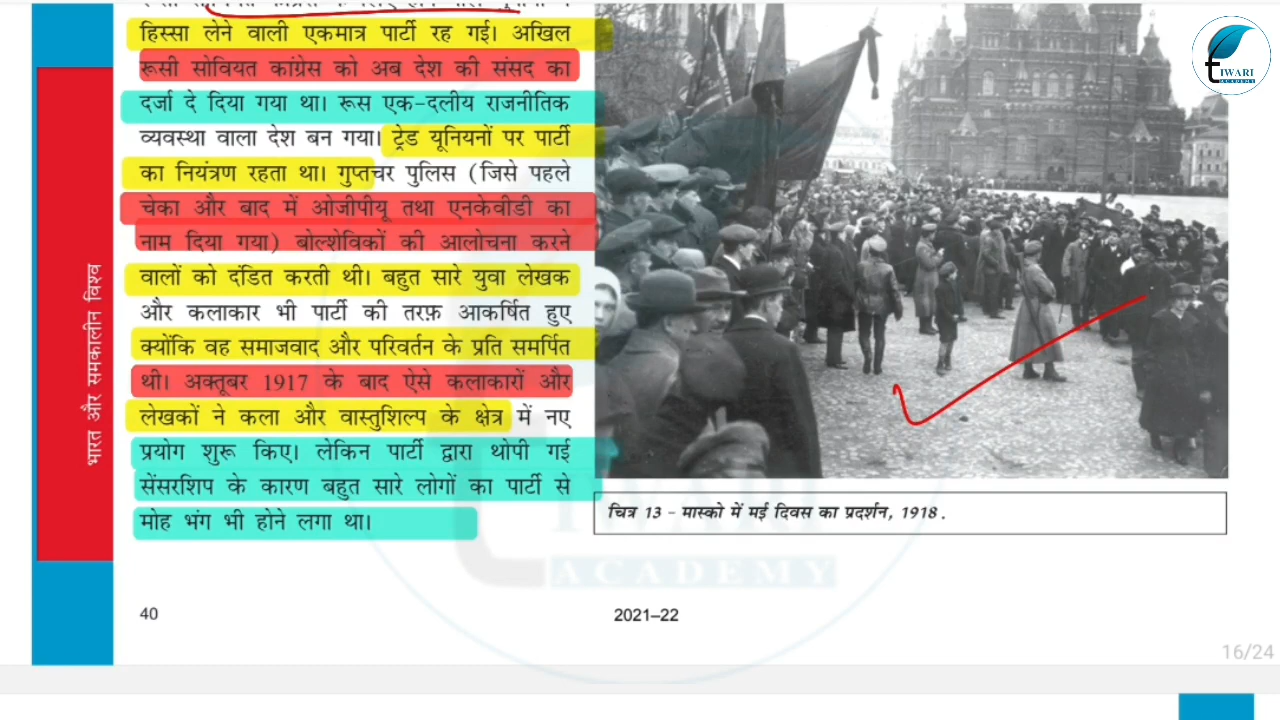 हिस्सा लेने वाली एकमात्र पार्टी रह गई। अखिल
रूसी सोवियत कांग्रेस को अब देश की संसद का
दर्जा दे दिया गया था। रूस एक-दलीय राजनीतिक
व्यवस्था वाला देश बन गया। ट्रेड यूनियनों पर पार्टी
का नियंत्रण रहता था। गुप्तचर पुलिस (जिसे पहले
चेका और बाद में ओजीपीयू तथा एनकेवीडी का
नाम दिया गया) बोल्शेविकों की आलोचना करने
वालों को दंडित करती थी। बहुत सारे युवा लेखक
और कलाकार भी पार्टी की तरफ़ आकर्षित हुए
क्योंकि वह समाजवाद और परिवर्तन के प्रति समर्पित
थी। अक्तूबर 1917 के बाद ऐसे कलाकारों और
लेखकों ने कला और वास्तुशिल्प के क्षेत्र में नए
प्रयोग शुरू किए। लेकिन पार्टी द्वारा थोपी गई
सेंसरशिप के कारण बहुत सारे लोगों का पार्टी से
मोह भंग भी होने लगा था।
चित्र 13 - मास्को में मई दिवस का प्रदर्शन, 1918.
भारत और समकालीन विश्व
40
2021–22
16/24
TIWARI
ACADEMY
TIWARI
ACADEMY